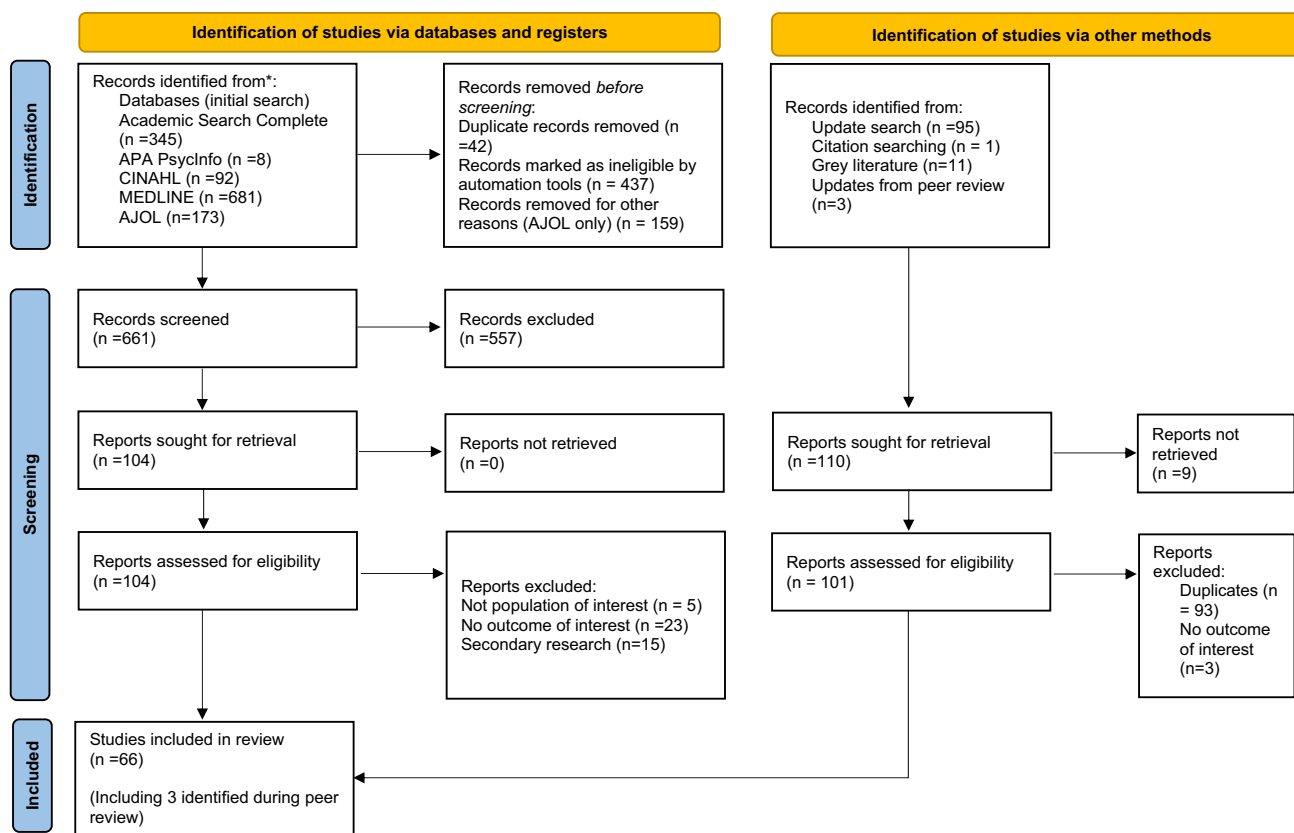 Identification of studies via databases and registers
Identification of studies via other methods
Identification
Records identified from*:
Databases (initial search)
Academic Search Complete
(n =345)
APA PsycInfo (n =8)
CINAHL (n =92)
MEDLINE (n =681)
AJOL (n=173)
Records removed before
screening:
Duplicate records removed (n
=42)
Records marked as ineligible by
automation tools (n = 437)
Records removed for other
reasons (AJOL only) (n = 159)
Records identified from:
Update search (n =95)
Citation searching (n = 1)
Grey literature (n=11)
Updates from peer review
(n=3)
Screening
Records screened
(n =661)
Records excluded
(n =557)
Reports sought for retrieval
(n =104)
Reports not retrieved
(n =0)
Reports sought for retrieval
(n =110)
Reports not
retrieved
(n =9)
Reports assessed for eligibility
(n =104)
Reports excluded:
Not population of interest (n = 5)
No outcome of interest (n =23)
Secondary research (n=15)
Reports assessed for eligibility
(n = 101)
Reports
excluded:
Duplicates (n
= 93)
No outcome
of interest
(n=3)
Included
Studies included in review
(n =66)
(Including 3 identified during peer
review)